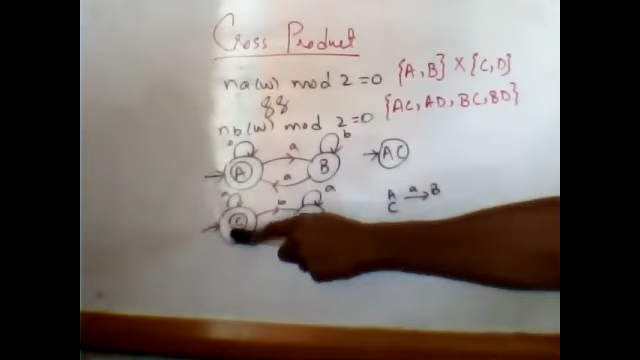 Cross Product
na(w) mod 2 = 0 {A, B} X {C, D}
&& {AC, AD, BC, BD}
nb(w) mod 2 = 0
b a b
A B AC
a
a b a
C
A a B
C